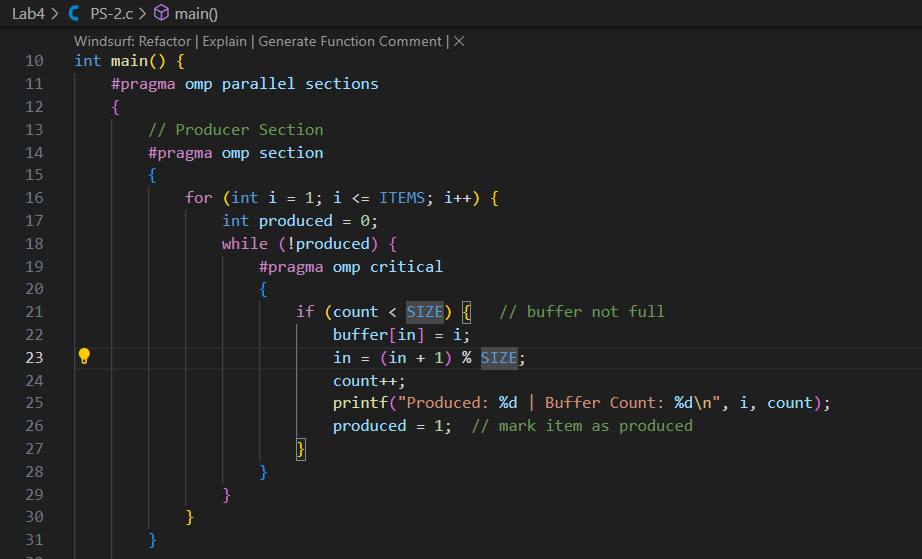 Lab4 > C PS-2.c > main()
Windsurf: Refactor | Explain | Generate Function Comment | ×
10 int main() {
11     #pragma omp parallel sections
12     {
13         // Producer Section
14         #pragma omp section
15         {
16             for (int i = 1; i <= ITEMS; i++) {
17                 int produced = 0;
18                 while (!produced) {
19                     #pragma omp critical
20                     {
21                         if (count < SIZE) {   // buffer not full
22                             buffer[in] = i;
23                             in = (in + 1) % SIZE;
24                             count++;
25                             printf("Produced: %d | Buffer Count: %d\n", i, count);
26                             produced = 1;  // mark item as produced
27                         }
28                     }
29                 }
30             }
31         }